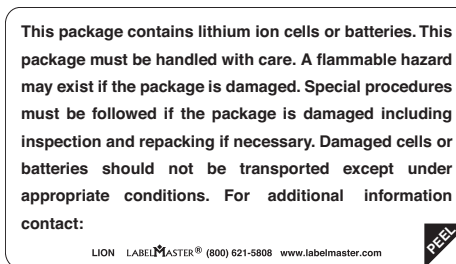 This package contains lithium ion cells or batteries. This
package must be handled with care. A flammable hazard
may exist if the package is damaged. Special procedures
must be followed if the package is damaged including
inspection and repacking if necessary. Damaged cells or
batteries should not be transported except under
appropriate conditions. For additional information
contact:
LION LABELMASTER® (800) 621-5808 www.labelmaster.com
PEEL